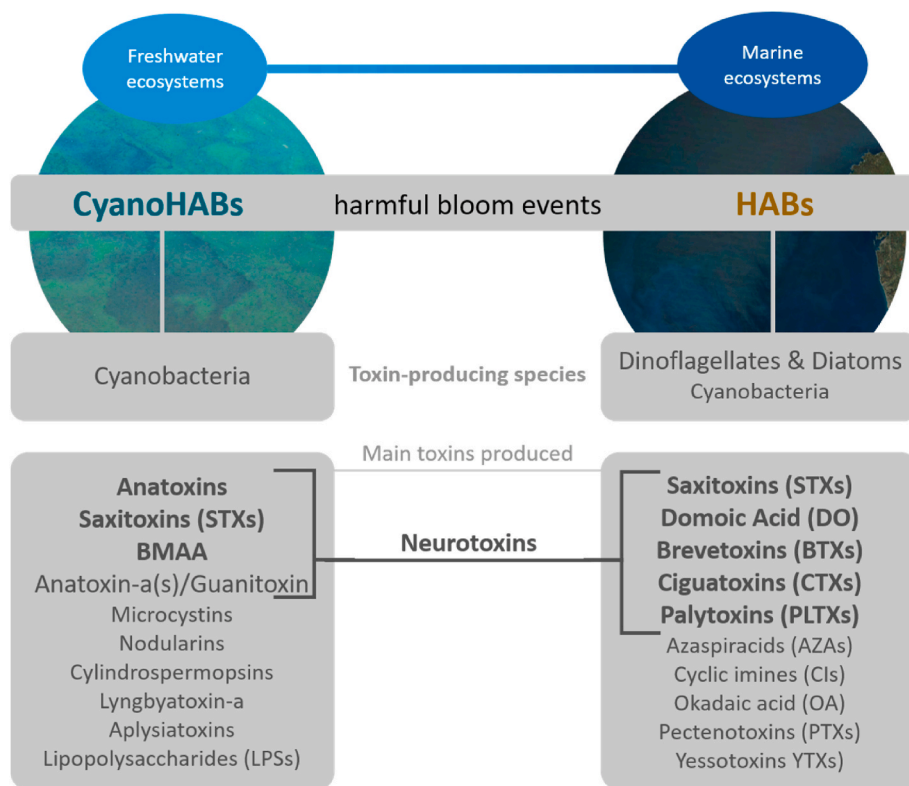 Freshwater
ecosystems
Marine
ecosystems
CyanoHABs
harmful bloom events
HABs
Cyanobacteria
Toxin-producing species
Dinoflagellates & Diatoms
Cyanobacteria
Main toxins produced
Anatoxins
Saxitoxins (STXs)
BMAA
Anatoxin-a(s)/Guanitoxin
Microcystins
Nodularins
Cylindrospermopsins
Lyngbyatoxin-a
Aplysiatoxins
Lipopolysaccharides (LPSs)
Neurotoxins
Saxitoxins (STXs)
Domoic Acid (DO)
Brevetoxins (BTXs)
Ciguatoxins (CTXs)
Palytoxins (PLTXs)
Azaspiracids (AZAs)
Cyclic imines (CIs)
Okadaic acid (OA)
Pectenotoxins (PTXs)
Yessotoxins YTXs)